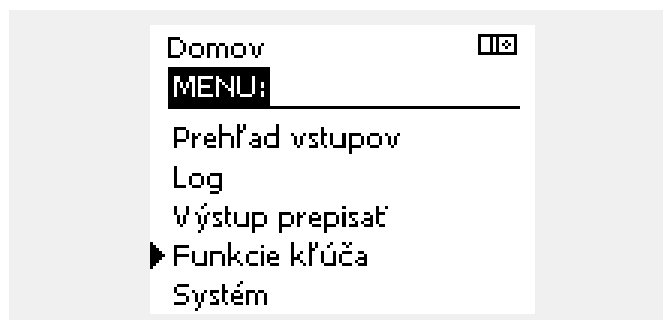 Domov
MENU:
Prehľad vstupov
Log
Výstup prepisať
Funkcie kľúča
Systém